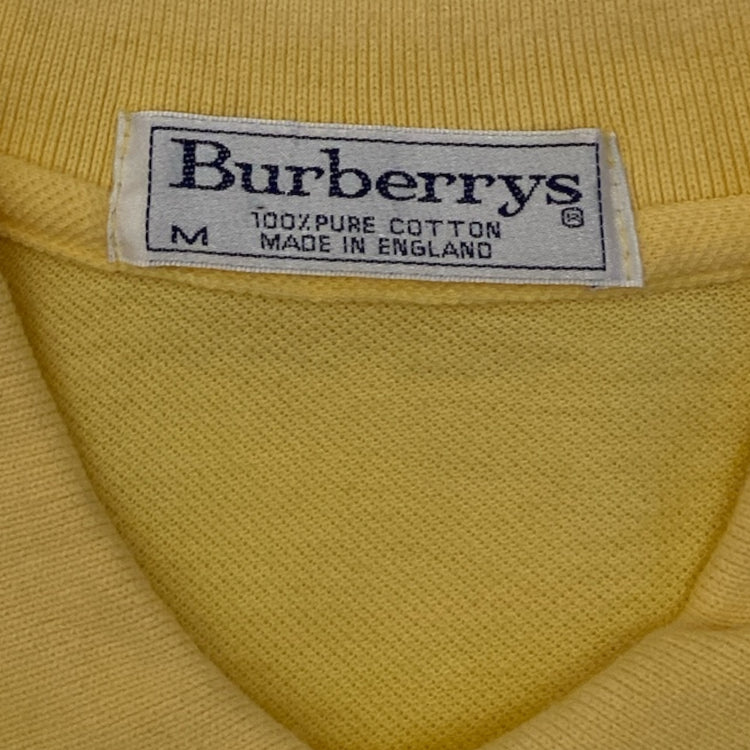 Burberrys ®
100% PURE COTTON
M MADE IN ENGLAND